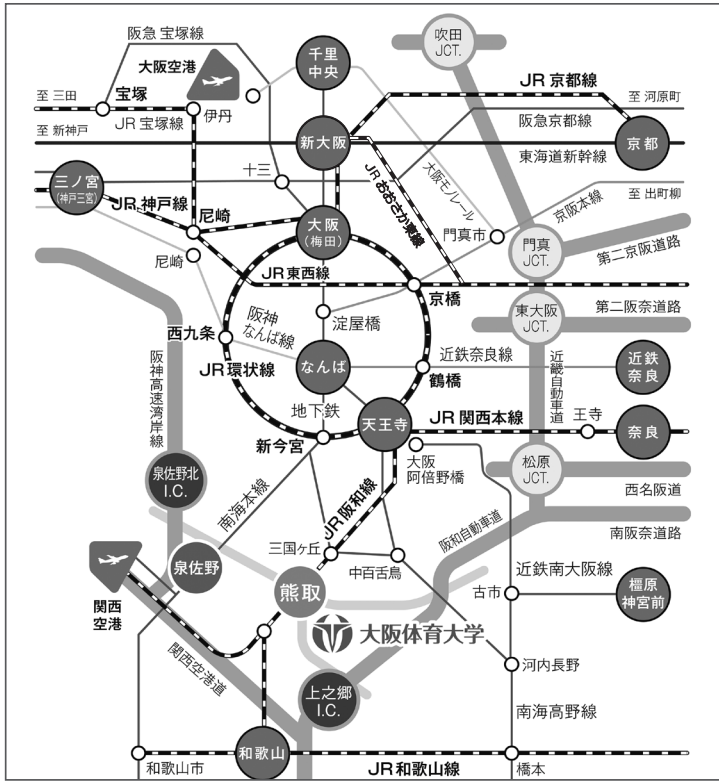 阪急 宝塚線
大阪空港
千里
中央
吹田
JCT.
JR 京都線
至 三田
宝塚
伊丹
JR 宝塚線
至 河原町
阪急京都線
至 新神戸
新大阪
京都
東海道新幹線
十三
三ノ宮
(神戸三宮)
JR おおさか東線
大阪モノレール
至 出町柳
京阪本線
JR 神戸線
尼崎
大阪
(梅田)
門真市
門真
JCT.
第二京阪道路
尼崎
JR 東西線
京橋
東大阪
JCT.
第二阪奈道路
阪神
なんば線
淀屋橋
西九条
阪神高速湾岸線
JR 環状線
なんば
近鉄奈良線
鶴橋
近畿自動車道
近鉄
奈良
地下鉄
天王寺
JR 関西本線
王寺
奈良
新今宮
大阪
阿倍野橋
松原
JCT.
泉佐野北
I.C.
南海本線
JR 阪和線
西名阪道
南阪奈道路
阪和自動車道
三国ヶ丘
中百舌鳥
泉佐野
熊取
近鉄南大阪線
古市
橿原
神宮前
関西
空港
大阪体育大学
関西空港道
河内長野
上之郷
I.C.
南海高野線
和歌山
和歌山市
JR 和歌山線
橋本